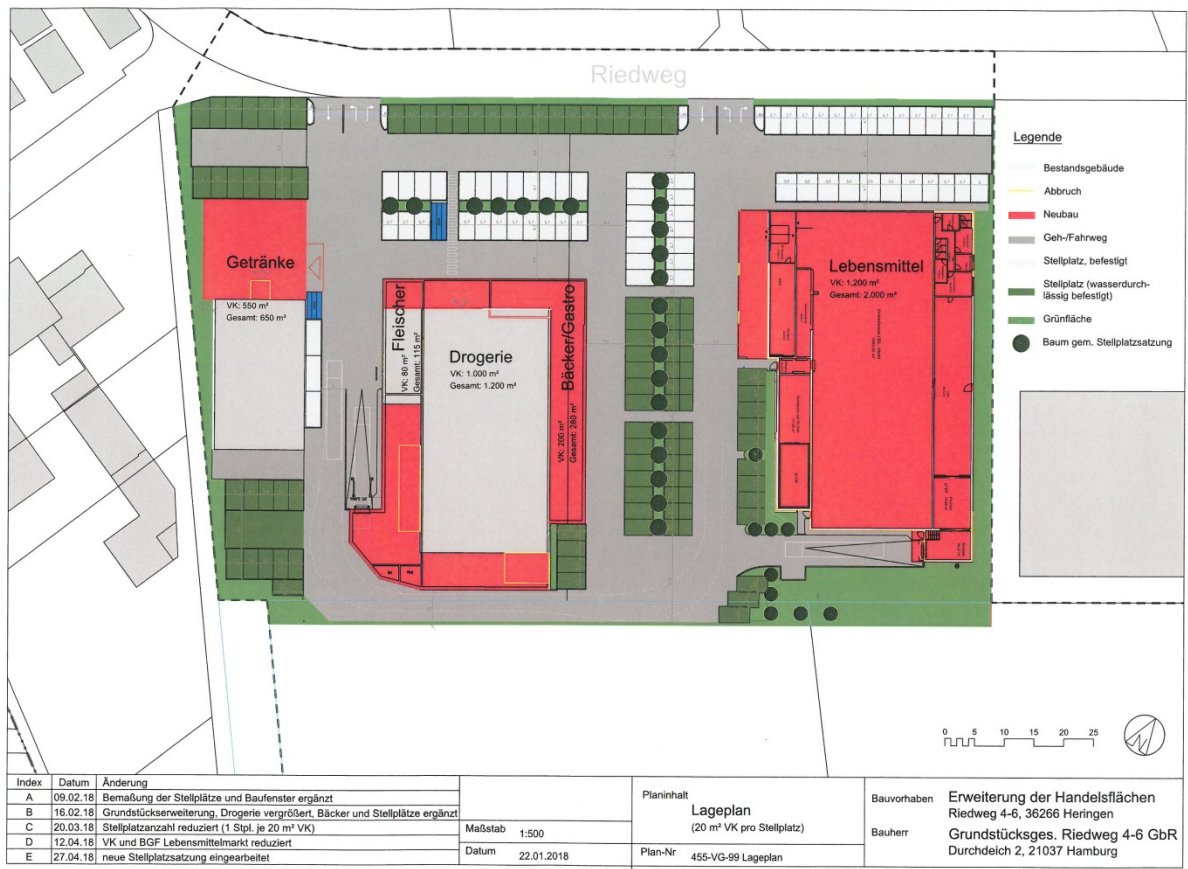 Riedweg
Getränke
VK: 550 m²
Gesamt: 650 m²
Fleischer
VK: 80 m²
Gesamt: 115 m²
Drogerie
VK: 1.000 m²
Gesamt: 1.200 m²
Bäcker/Gastro
VK: 200 m²
Gesamt: 280 m²
Lebensmittel
VK: 1.200 m²
Gesamt: 2.000 m²
Legende
Bestandsgebäude
Abbruch
Neubau
Geh-/Fahrweg
Stellplatz, befestigt
Stellplatz (wasserdurch-
lässig befestigt)
Grünfläche
Baum gem. Stellplatzsatzung
0 5 10 15 20 25
Index Datum Änderung
A 09.02.18 Bemaßung der Stellplätze und Baufenster ergänzt
B 16.02.18 Grundstückserweiterung, Drogerie vergrößert, Bäcker und Stellplätze ergänzt
C 20.03.18 Stellplatzanzahl reduziert (1 Stpl. je 20 m² VK)
D 12.04.18 VK und BGF Lebensmittelmarkt reduziert
E 27.04.18 neue Stellplatzsatzung eingearbeitet
Maßstab 1:500
Datum 22.01.2018
Planinhalt
Lageplan
(20 m² VK pro Stellplatz)
Plan-Nr 455-VG-99 Lageplan
Bauvorhaben Erweiterung der Handelsflächen
Riedweg 4-6, 36266 Heringen
Bauherr Grundstücksges. Riedweg 4-6 GbR
Durchdeich 2, 21037 Hamburg